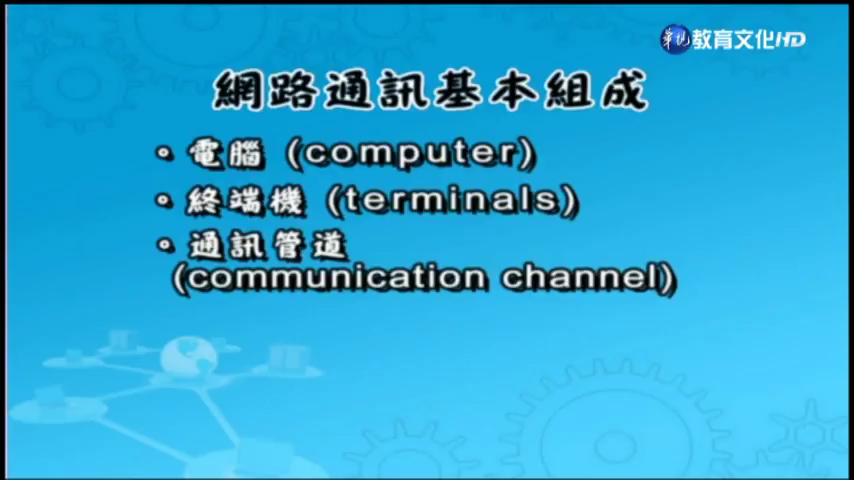 華視 教育文化HD
網路通訊基本組成
• 電腦 (computer)
• 終端機 (terminals)
• 通訊管道
(communication channel)